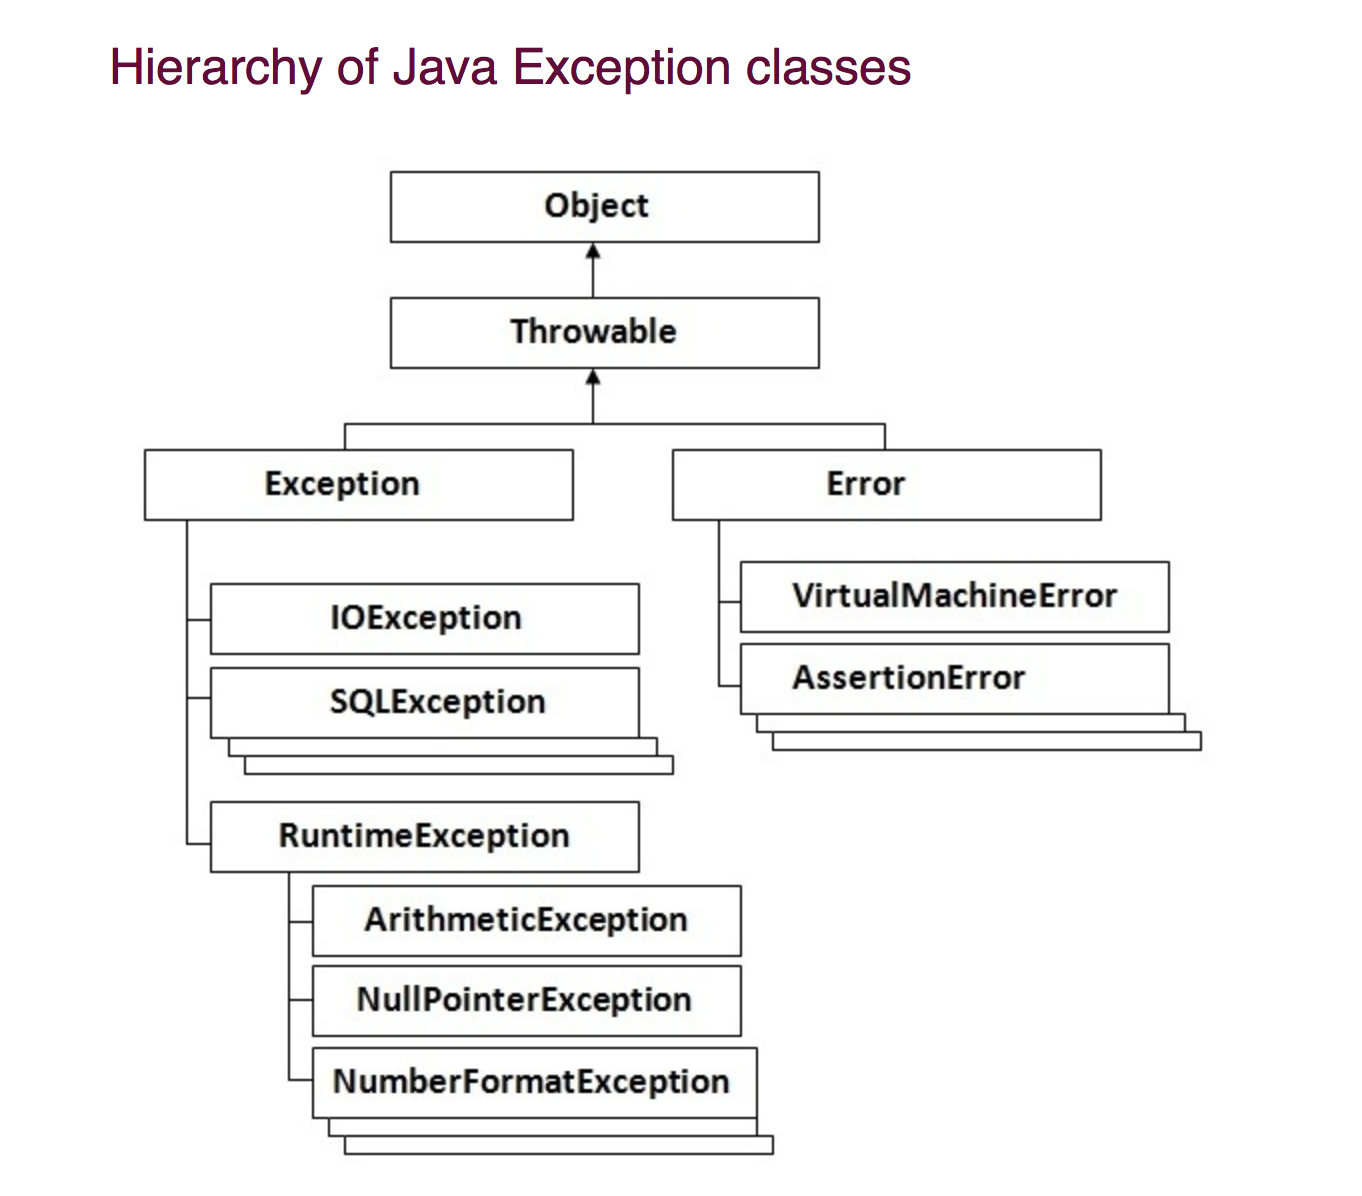 Hierarchy of Java Exception classes
Object
Throwable
Exception
Error
IOException
SQLException
RuntimeException
ArithmeticException
NullPointerException
NumberFormatException
VirtualMachineError
AssertionError